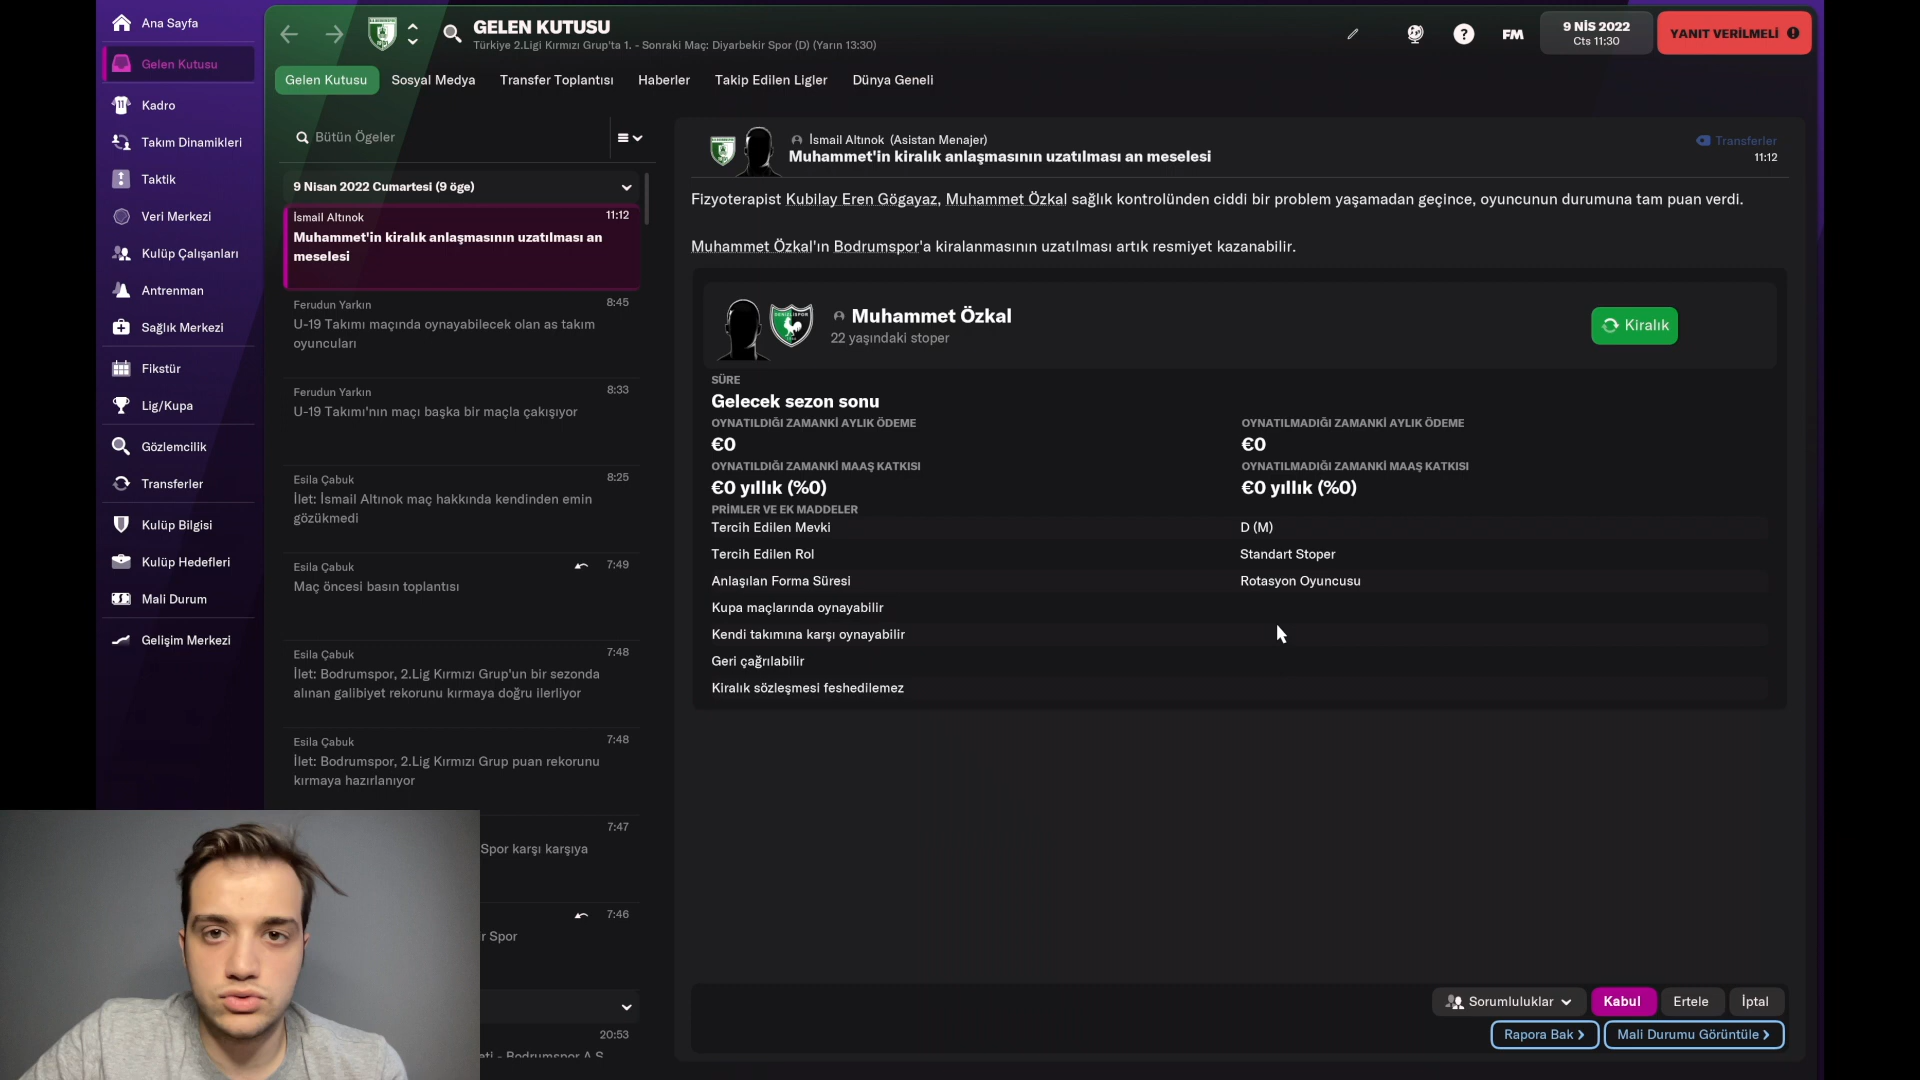 Ana Sayfa
Gelen Kutusu
Kadro
Takım Dinamikleri
Taktik
Veri Merkezi
Kulüp Çalışanları
Antrenman
Sağlık Merkezi
Fikstür
Lig/Kupa
Gözlemcilik
Transferler
Kulüp Bilgisi
Kulüp Hedefleri
Mali Durum
Gelişim Merkezi
GELEN KUTUSU
Türkiye 2.Ligi Kırmızı Grup'ta 1. - Sonraki Maç: Diyarbekir Spor (D) (Yarın 13:30)
FM
9 NİS 2022
Cts 11:30
YANIT VERİLMELİ
Gelen Kutusu Sosyal Medya Transfer Toplantısı Haberler Takip Edilen Ligler Dünya Geneli
Bütün Ögeler
9 Nisan 2022 Cumartesi (9 öge)
İsmail Altınok 11:12
Muhammet'in kiralık anlaşmasının uzatılması an
meselesi
Ferudun Yarkın 8:45
U-19 Takımı maçında oynayabilecek olan as takım
oyuncuları
Ferudun Yarkın 8:33
U-19 Takımı'nın maçı başka bir maçla çakışıyor
Esila Çabuk 8:25
İlet: İsmail Altınok maç hakkında kendinden emin
gözükmedi
Esila Çabuk 7:49
Maç öncesi basın toplantısı
Esila Çabuk 7:48
İlet: Bodrumspor, 2.Lig Kırmızı Grup'un bir sezonda
alınan galibiyet rekorunu kırmaya doğru ilerliyor
Esila Çabuk 7:48
İlet: Bodrumspor, 2.Lig Kırmızı Grup puan rekorunu
kırmaya hazırlanıyor
7:47
Spor karşı karşıya
7:46
r Spor
20:53
Bodrumspor A.S.
İsmail Altınok (Asistan Menajer)
Muhammet'in kiralık anlaşmasının uzatılması an meselesi
Transferler
11:12
Fizyoterapist Kubilay Eren Gögayaz, Muhammet Özkal sağlık kontrolünden ciddi bir problem yaşamadan geçince, oyuncunun durumuna tam puan verdi.
Muhammet Özkal'ın Bodrumspor'a kiralanmasının uzatılması artık resmiyet kazanabilir.
Muhammet Özkal
22 yaşındaki stoper
Kiralık
SÜRE
Gelecek sezon sonu
OYNATILDIĞI ZAMANKİ AYLIK ÖDEME OYNATILMADIĞI ZAMANKİ AYLIK ÖDEME
€0 €0
OYNATILDIĞI ZAMANKİ MAAŞ KATKISI OYNATILMADIĞI ZAMANKİ MAAŞ KATKISI
€0 yıllık (%0) €0 yıllık (%0)
PRİMLER VE EK MADDELER
Tercih Edilen Mevki D (M)
Tercih Edilen Rol Standart Stoper
Anlaşılan Forma Süresi Rotasyon Oyuncusu
Kupa maçlarında oynayabilir
Kendi takımına karşı oynayabilir
Geri çağrılabilir
Kiralık sözleşmesi feshedilemez
Sorumluluklar Kabul Ertele İptal
Rapora Bak Mali Durumu Görüntüle